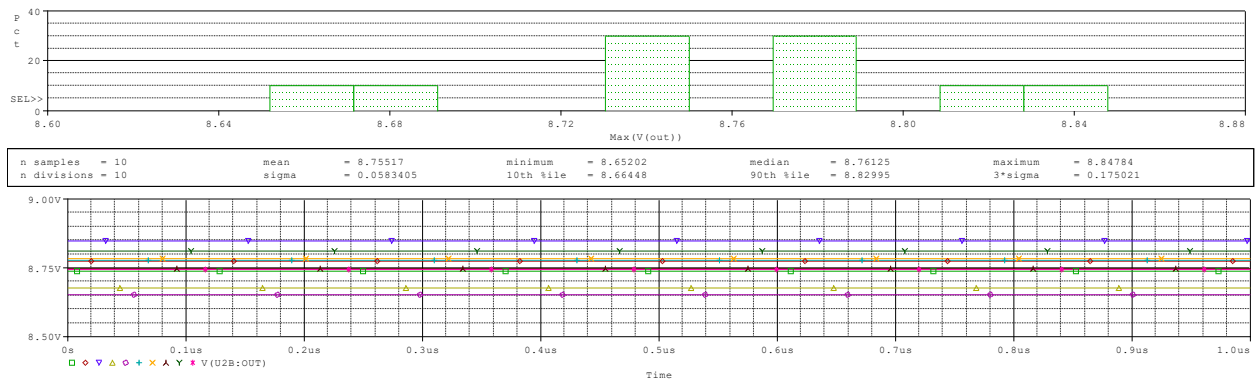 P
c
t
40
20
SEL>>
0
8.60 8.64 8.68 8.72 8.76 8.80 8.84 8.88
Max(V(out))
n samples = 10 mean = 8.75517 minimum = 8.65202 median = 8.76125 maximum = 8.84784
n divisions = 10 sigma = 0.0583405 10th %ile = 8.66448 90th %ile = 8.82995 3*sigma = 0.175021
9.00V
8.75V
8.50V
0s 0.1us 0.2us 0.3us 0.4us 0.5us 0.6us 0.7us 0.8us 0.9us 1.0us
V(U2B:OUT)
Time